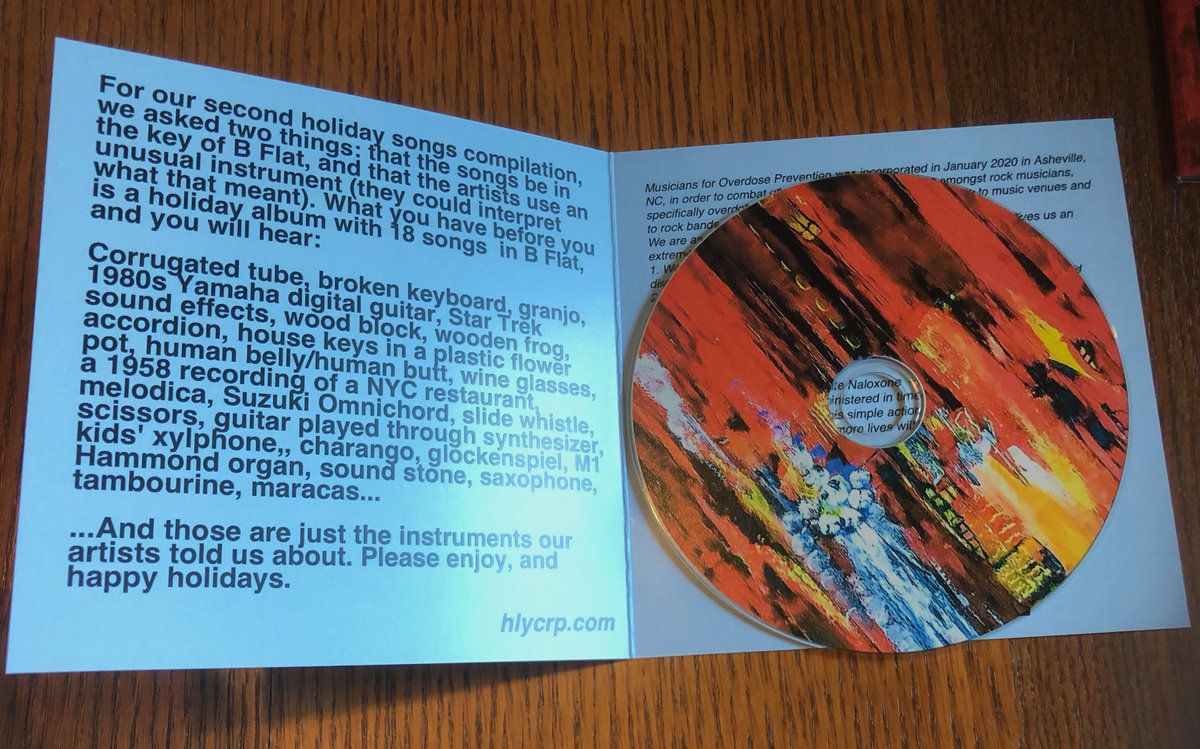 For our second holiday songs compilation,
we asked two things: that the songs be in
the key of B Flat, and that the artists use an
unusual instrument (they could interpret
what that meant). What you have before you
is a holiday album with 18 songs in B Flat,
and you will hear:
Corrugated tube, broken keyboard, granjo,
1980s Yamaha digital guitar, Star Trek
sound effects, wood block, wooden frog,
accordion, house keys in a plastic flower
pot, human belly/human butt, wine glasses,
a 1958 recording of a NYC restaurant,
melodica, Suzuki Omnichord, slide whistle,
scissors, guitar played through synthesizer,
kids' xylphone,, charango, glockenspiel, M1
Hammond organ, sound stone, saxophone,
tambourine, maracas...
...And those are just the instruments our
artists told us about. Please enjoy, and
happy holidays.
hlycrp.com
Musicians for Overdose Prevention was incorporated in January 2020 in Asheville,
NC, in order to combat amongst rock musicians,
specifically to music venues and
to rock bands us an
We are
1.
Naloxone
in time
simple action
more lives